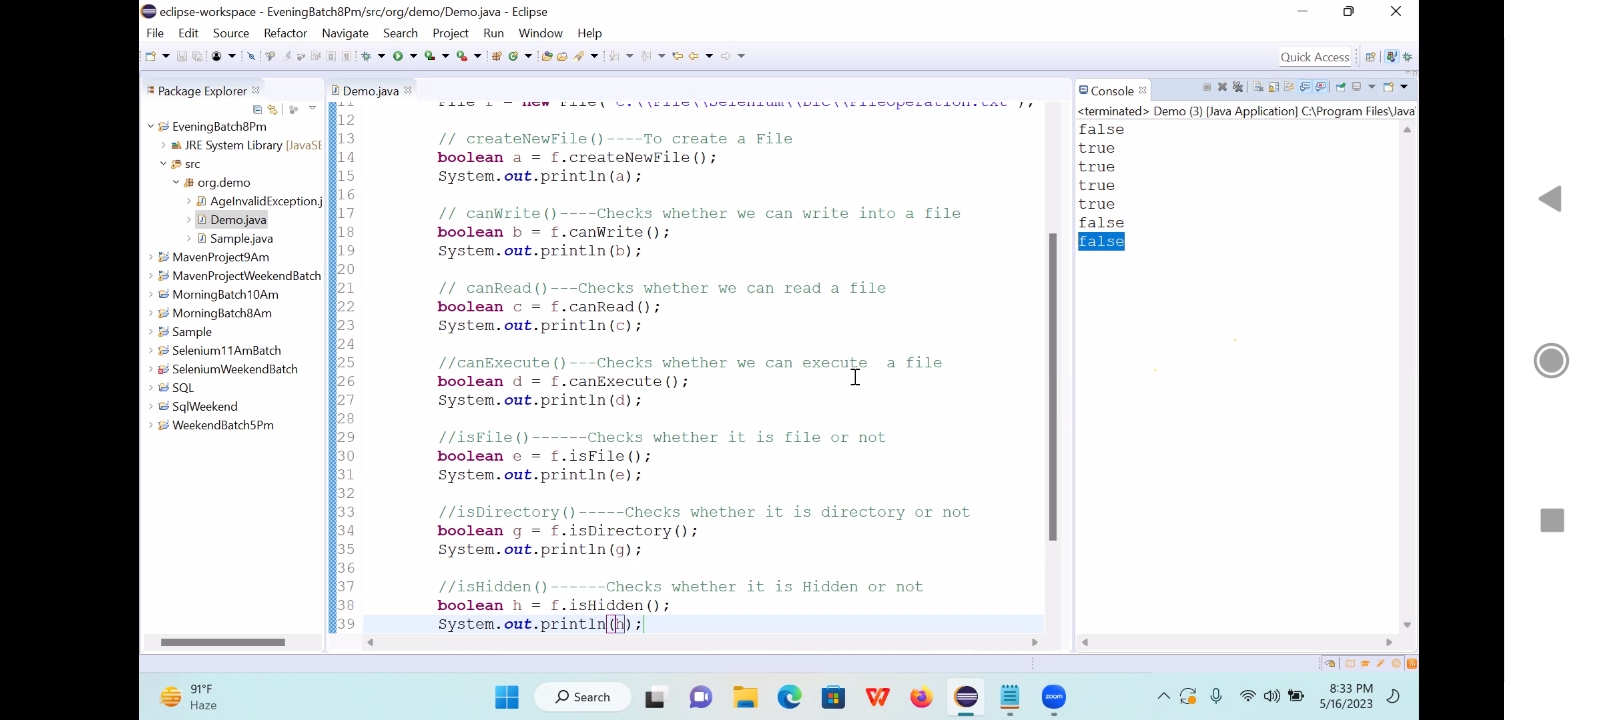 eclipse-workspace - EveningBatch8Pm/src/org/demo/Demo.java - Eclipse
File Edit Source Refactor Navigate Search Project Run Window Help
Quick Access
Package Explorer
EveningBatch8Pm
JRE System Library [JavaSE
src
org.demo
AgeInvalidException.j
Demo.java
Sample.java
MavenProject9Am
MavenProjectWeekendBatch
MorningBatch10Am
MorningBatch8Am
Sample
Selenium11AmBatch
SeleniumWeekendBatch
SQL
SqlWeekend
WeekendBatch5Pm
Demo.java
11 File f = new File("C:\\File\\Selenium\\Dic\\FileOperation.txt");
12
13 // createNewFile()----To create a File
14 boolean a = f.createNewFile();
15 System.out.println(a);
16
17 // canWrite()----Checks whether we can write into a file
18 boolean b = f.canWrite();
19 System.out.println(b);
20
21 // canRead()---Checks whether we can read a file
22 boolean c = f.canRead();
23 System.out.println(c);
24
25 //canExecute()---Checks whether we can execute  a file
26 boolean d = f.canExecute();
27 System.out.println(d);
28
29 //isFile()------Checks whether it is file or not
30 boolean e = f.isFile();
31 System.out.println(e);
32
33 //isDirectory()-----Checks whether it is directory or not
34 boolean g = f.isDirectory();
35 System.out.println(g);
36
37 //isHidden()------Checks whether it is Hidden or not
38 boolean h = f.isHidden();
39 System.out.println(h);
Console
<terminated> Demo (3) [Java Application] C:\Program Files\Java
false
true
true
true
true
false
false
91°F
Haze
Search
zoom
8:33 PM
5/16/2023